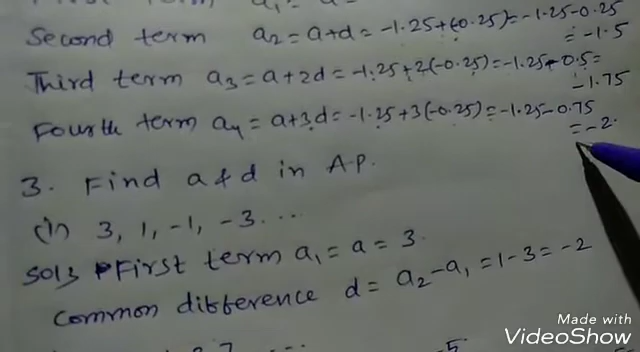 Second term a₂ = a+d = -1.25+(-0.25) = -1.25-0.25
= -1.5
Third term a₃ = a+2d = -1.25+2(-0.25) = -1.25-0.5=
-1.75
Fourth term a₄ = a+3d = -1.25+3(-0.25) = -1.25-0.75
= -2.
3. Find a & d in A.P.
(i) 3, 1, -1, -3. ...
Sol: First term a₁ = a = 3.
Common difference d = a₂-a₁ = 1-3 = -2
Made with
VideoShow